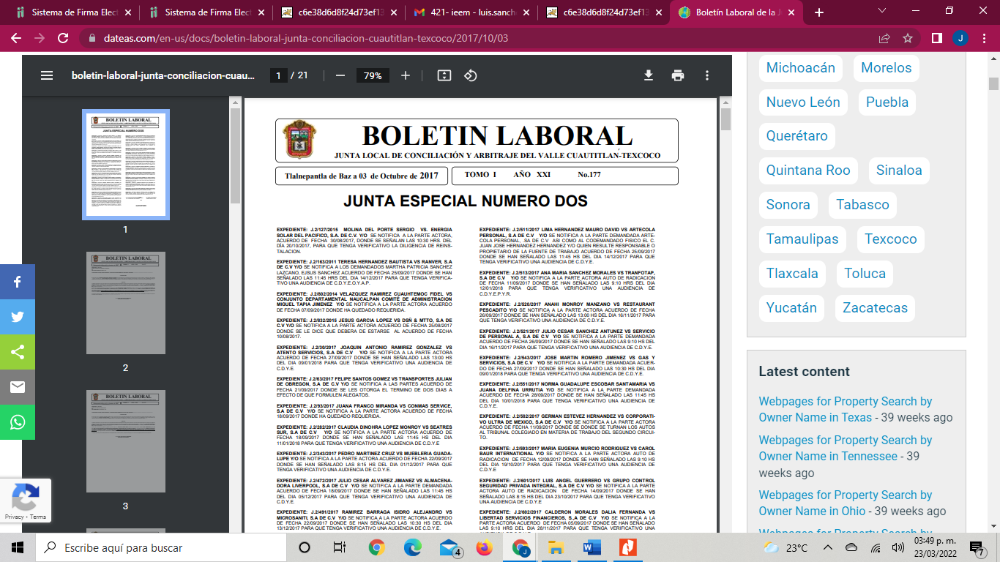 Sistema de Firma Elect
Sistema de Firma Elect
c6e38d6d8f24d73ef13
421- ieem - luis.sanch
c6e38d6d8f24d73ef13
Boletín Laboral de la J
dateas.com/en-us/docs/boletin-laboral-junta-conciliacion-cuautitlan-texcoco/2017/10/03
J
boletin-laboral-junta-conciliacion-cuau...
1 / 21
79%
1
2
3
BOLETIN LABORAL
JUNTA LOCAL DE CONCILIACIÓN Y ARBITRAJE DEL VALLE CUAUTITLAN-TEXCOCO
Tlalnepantla de Baz a 03 de Octubre de 2017
TOMO I AÑO XXI No.177
JUNTA ESPECIAL NUMERO DOS
EXPEDIENTE: J.2/127/2015 MOLINA DEL PORTE SERGIO VS. ENERGIA
SOLAR DEL PACIFICO, S.A. DE C.V. Y/O SE NOTIFICA A LA PARTE ACTORA,
ACUERDO DE FECHA 30/08/2017, DONDE SE SEÑALAN LAS 10:30 HRS. DEL
DÍA 20/10/2017, PARA QUE TENGA VERIFICATIVO LA DILIGENCIA DE REINS-
TALACION.
EXPEDIENTE: J.2/163/2011 TERESA HERNANDEZ BAUTISTA VS RANVER, S.A
DE C.V Y/O SE NOTIFICA A LOS DEMANDADOS MARTHA PATRICIA SANCHEZ
LAZCANO, EJSUS SANCHEZ ACUERDO DE FECHA 25/09/2017 DONDE SE HAN
SEÑALADO LAS 11:45 HRS DEL DIA 14/12/2017 PARA QUE TENGA VERIFICA-
TIVO UNA AUDIENCIA DE C.D.Y.E.O.Y.A.P.
EXPEDIENTE: J.2/802/2014 VELAZQUEZ RAMIREZ CUAUHTEMOC FIDEL VS
CONJUNTO DEPARTAMENTAL NAUCALPAN COMITÉ DE ADMINISTRACION
MIGUEL TAPIA JIMENEZ Y/O SE NOTIFICA A LA PARTE ACTORA ACUERDO
DE FECHA 07/09/2017 DONDE HA QUEDADO REQUERIDA.
EXPEDIENTE: J.2/832/2015 JESUS GARCIA LOPEZ VS DSÑ & MTTO, S.A DE
C.V Y/O SE NOTIFICA A LA PARTE ACTORA ACUERDO DE FECHA 25/08/2017
DONDE SE LE DICE QUE DEBERA DE ESTARSE AL ACUERDO DE FECHA
10/08/2017.
EXPEDIENTE: J.2/30/2017 JOAQUIN ANTONIO RAMIREZ GONZALEZ VS
ATENTO SERVICIOS, S.A DE C.V Y/O SE NOTIFICA A LA PARTE ACTORA
ACUERDO DE FECHA 27/09/2017 DONDE SE HAN SEÑALADO LAS 13:00 HS
DEL DIA 09/01/2018 PARA QUE TENGA VERIFICATIVO UNA AUDIENCIA DE
C.D.Y.E.
EXPEDIENTE: J.2/63/2017 FELIPE SANTOS GOMEZ VS TRANSPORTES JULIAN
DE OBREGON, S.A DE C.V Y/O SE NOTIFICA A LAS PARTES ACUERDO DE
FECHA 21/09/2017 DONDE SE LES OTORGA EL TERMINO DE DOS DIAS A
EFECTO DE QUE FORMULEN ALEGATOS.
EXPEDIENTE: J.2/93/2017 JUANA FRANCO MIRANDA VS CONMAS SERVICE,
S.A DE C.V Y/O SE NOTIFICA A LA PARTE ACTORA ACUERDO DE FECHA
18/09/2017 DONDE HA QUEDADO REQUERIDA.
EXPEDIENTE: J.2/282/2017 CLAUDIA DINOHRA LOPEZ MONROY VS SEATRES
SUR, S.A DE C.V Y/O SE NOTIFICA A LA PARTE ACTORA ACUERDO DE
FECHA 18/09/2017 DONDE SE HAN SEÑALADO LAS 11:45 HS DEL DIA
11/01/2018 PARA QUE TENGA VERIFICATIVO UNA AUDIENCIA DE C.D.Y.E
EXPEDIENTE: J.2/343/2017 PEDRO MARTINEZ CRUZ VS MUEBLERIA GUADA-
LUPE Y/O SE NOTIFICA A LA PARTE ACTORA ACUERDO DE FECHA 22/09/2017
DONDE SE HAN SEÑALADO LAS 8:15 HS DEL DIA 01/12/2017 PARA QUE
TENGA VERIFICATIVO UNA AUDIENCIA DE C.D.Y.E.
EXPEDIENTE: J.2/472/2017 JULIO CESAR ALVAREZ JIMANEZ VS ALMACENA-
DORA LIVERPOOL, S.A DE C.V Y/O SE NOTIFICA A LA PARTE DEMANDADA
ACUERDO DE FECHA 18/09/2017 DONDE SE HAN SEÑALADO LAS 11:45 HS
DEL DIA 05/12/2017 PARA QUE TENGA VERIFICATIVO UNA AUDIENCIA DE
C.D.Y.E.
EXPEDIENTE: J.2/491/2017 RAMIREZ BARRAGA ISIDRO ALEJANDRO VS
MICROSANITI, S.A DE C.V Y/O SE NOTIFICA A LA PARTE ACTORA ACUERDO
DE FECHA 22/09/2017 DONDE SE HAN SEÑALADO LAS 10:30 HS DEL DIA
13/12/2017 PARA QUE TENGA VERIFICATIVO UNA AUDIENCIA DE C.D.Y.E.
EXPEDIENTE: J.2/511/2017 LIMA HERNANDEZ MAURO DAVID VS ARTECOLA
PERSONAL, S.A DE C.V Y/O SE NOTIFICA A LA PARTE DEMANDADA ARTE-
COLA PERSONAL, .SA DE C.V ASI COMO AL CODEMANDADO FISICO EL C.
JUAN JOSE HERNANDEZ HERNANDEZ Y/O QUIEN RESULTE RESPONSABLE O
PROPIETARIO DE LA FUENTE DE TRABAJO ACUERDO DE FECHA 25/09/2017
DONDE SE HAN SEÑALADO LAS 11:45 HS DEL DIA 14/12/2017 PARA QUE
TENGA VERIFICATIVO UNA AUDIENCIA DE C.D.Y.E.
EXPEDIENTE: J.2/513/2017 ANA MARIA SANCHEZ MORALES VS TRANFOTAP,
S.A DE C.V Y/O SE NOTIFICA A LA PARTE ACTORA AUTO DE RADICACION
DE FECHA 11/09/2017 DONDE SE HAN SEÑALADO LAS 9:10 HRS DEL DIA
12/01/2018 PARA QUE TENGA VERIFICATIVO UNA AUDIENCIA DE
C.D.Y.E.P.Y.R.
EXPEDIENTE: J.2/520/2017 ANAHI MONROY MANZANO VS RESTAURANT
PESCADITO Y/O SE NOTIFICA A LA PARTE ACTORA ACUERDO DE FECHA
26/09/2017 DONDE SE HAN SEÑALADO LAS 13:00 HS DEL DIA 16/11/2017 PARA
QUE TENGA VERIFICATIVO UNA AUDIENCIA DE C.D.Y.E.
EXPEDIENTE: J.2/521/2017 JULIO CESAR SANCHEZ ANTUNEZ VS SERVICIO
DE PERSONAL A, S.A DE C.V Y/O SE NOTIFICA A LA PARTE DEMANDADA
ACUERDO DE FECHA 26/09/2017 DONDE SE HAN SEÑALADO LAS 9:10 HS DEL
DIA 16/11/2017 PARA QUE TENGA VERIFICATIVO UNA AUDIENCIA DE C.D.Y.E.
EXPEDIENTE: J.2/543/2017 JOSE MARTIN ROMERO JIMENEZ VS GAS Y
SERVICIOS, S.A DE C.V Y/O SE NOTIFICA A LA PARTE DEMANDADA ACUER-
DO DE FECHA 27/09/2017 DONDE SE HAN SEÑALADO LAS 10:30 HS DEL DIA
09/01/2018 PARA QUE TENGA VERIFICATIVO UNA AUDIENCIA DE C.D.Y.E.
EXPEDIENTE: J.2/551/2017 NORMA GUADALUPE ESCOBAR SANTAMARIA VS
JUANA DELFINA URRUTIA Y/O SE NOTIFICA A LA PARTE DEMANDADA
ACUERDO DE FECHA 28/09/2017 DONDE SE HAN SEÑALADO LAS 11:45 HS
DEL DIA 10/01/2018 PARA QUE TENGA VERIFICATIVO UNA AUDIENCIA DE
C.D.Y.E.
EXPEDIENTE: J.2/582/2017 GERMAN ESTEVEZ HERNANDEZ VS CORPORATI-
VO ULTRA DE MEXICO, S.A DE C.V Y/O SE NOTIFICA A LA PARTE ACTORA
ACUERDO DE FECHA 11/09/2017 DONDE SE DONDE SE TURNAN LOS AUTOS
AL TRIBUNAL COLEGIADO EN MATERIA DE TRABAJO DEL SEGUNDO CIRCUI-
TO.
EXPEDIENTE: J.2/593/2017 MARIA EUGENIA MURCIO RODRIGUEZ VS CAROL
BAUR INTERNATIONAL Y/O SE NOTIFICA A LA PARTE ACTORA AUTO DE
RADICACION DE FECHA 12/09/2017 DONDE SE HAN SEÑALADO LAS 9:10 HS
DEL DIA 19/10/2017 PARA QUE TENGA VERIFICATIVO UNA AUDIENCIA DE
C.D.Y.E
EXPEDIENTE: J.2/601/2017 LUIS ANGEL GUERRERO VS GRUPO CONTROL
SEGURIDAD PRIVADA INTEGRAL, S.A DE C.V Y/O SE NOTIFICA A LA PARTE
ACTORA AUTO DE RADICACION DE FECHA 14/09/2017 DONDE SE HAN
SEÑALADO LAS 8:15 HS DEL DIA 23/10/2017 PARA QUE TENGA VERIFICATIVO
UNA AUDIENCIA DE C.D.Y.E
EXPEDIENTE: J.2/602/2017 CALDERON MORALES DALIA FERNANDA VS
LIBERTAD SERVICIOS FINANCIEROS, S.A DE C.V Y/O SE NOTIFICA A LA
PARTE ACTORA ACUERDO DE FECHA 05/09/2017 DONDE SE HAN SEÑALADO
LAS 9:10 HRS DEL DIA 28/11/2017 PARA QUE TENGA VERIFICATIVO UNA
Michoacán
Morelos
Nuevo León
Puebla
Querétaro
Quintana Roo
Sinaloa
Sonora
Tabasco
Tamaulipas
Texcoco
Tlaxcala
Toluca
Yucatán
Zacatecas
Latest content
Webpages for Property Search by
Owner Name in Texas - 39 weeks ago
Webpages for Property Search by
Owner Name in Tennessee - 39
weeks ago
Webpages for Property Search by
Owner Name in Ohio - 39 weeks ago
Webpages for Property Search by
Privacy - Terms
Escribe aquí para buscar
4
J
23°C
03:49 p. m.
23/03/2022
7